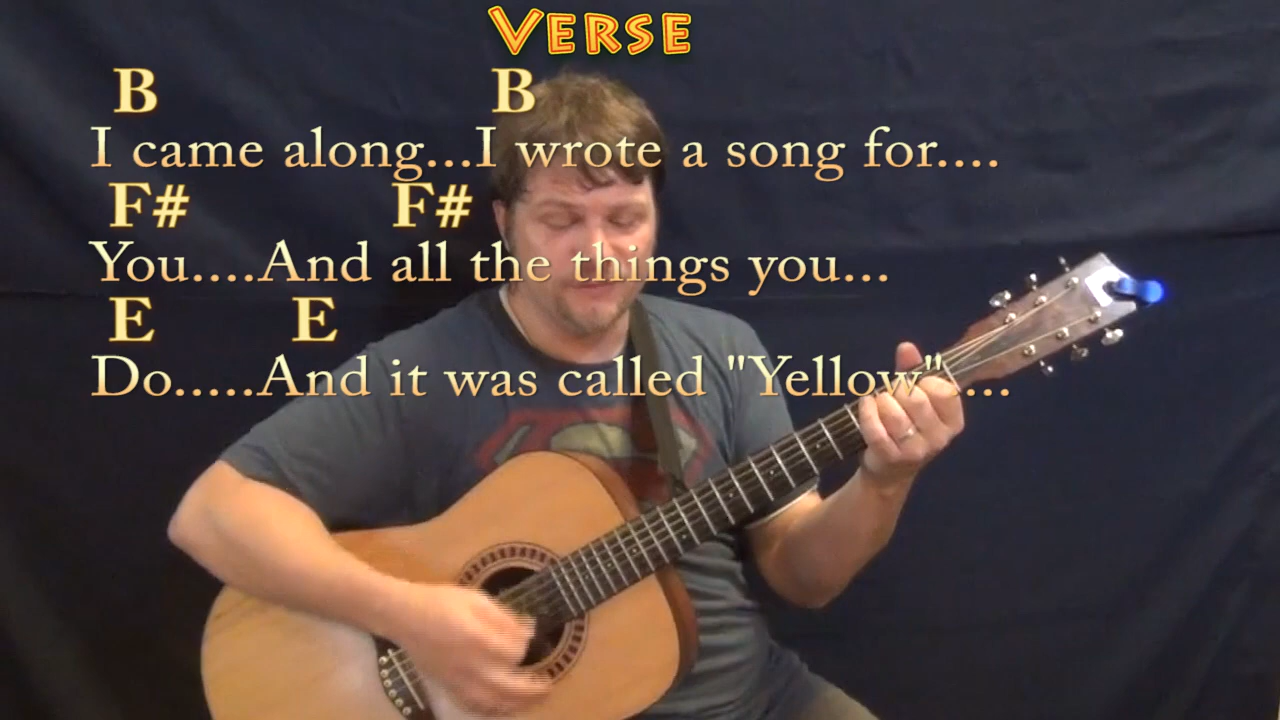 VERSE
B B
I came along...I wrote a song for....
F# F#
You....And all the things you...
E E
Do.....And it was called "Yellow"....